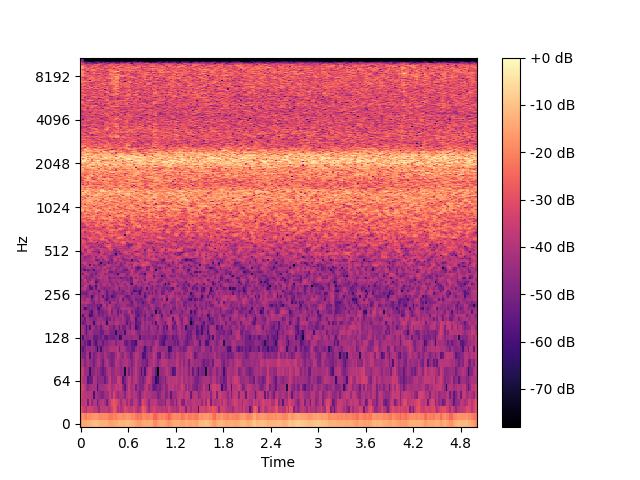 +0 dB
8192
-10 dB
4096
-20 dB
2048
-30 dB
1024
Hz
512
-40 dB
256
-50 dB
128
-60 dB
64
-70 dB
0
0 0.6 1.2 1.8 2.4 3 3.6 4.2 4.8
Time